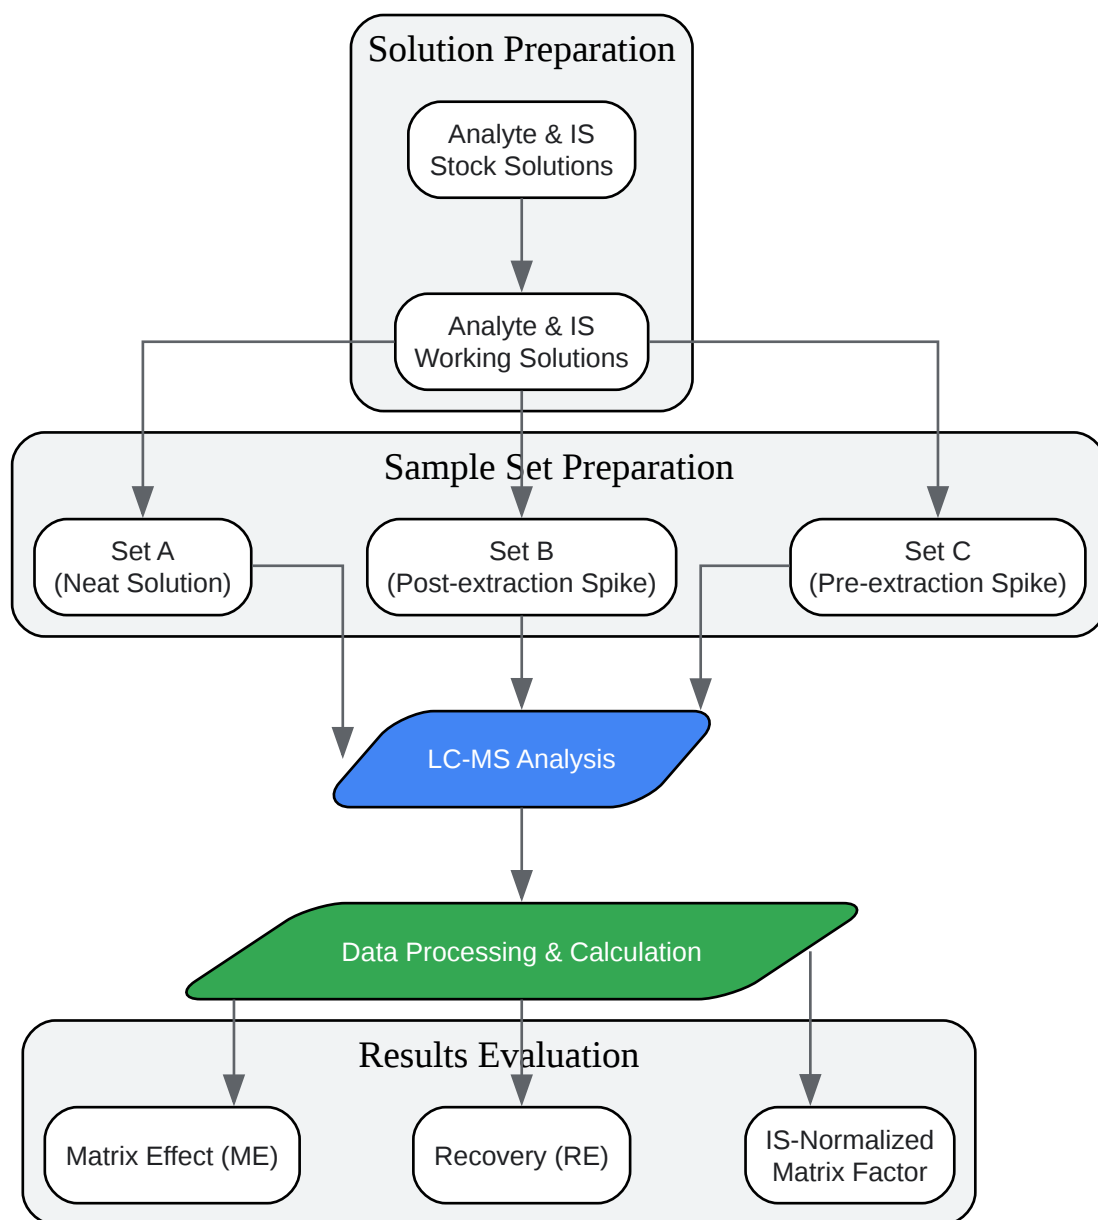 Solution Preparation
Analyte & IS
Stock Solutions
Analyte & IS
Working Solutions
Sample Set Preparation
Set A
(Neat Solution)
Set B
(Post-extraction Spike)
Set C
(Pre-extraction Spike)
LC-MS Analysis
Data Processing & Calculation
Results Evaluation
Matrix Effect (ME)
Recovery (RE)
IS-Normalized
Matrix Factor